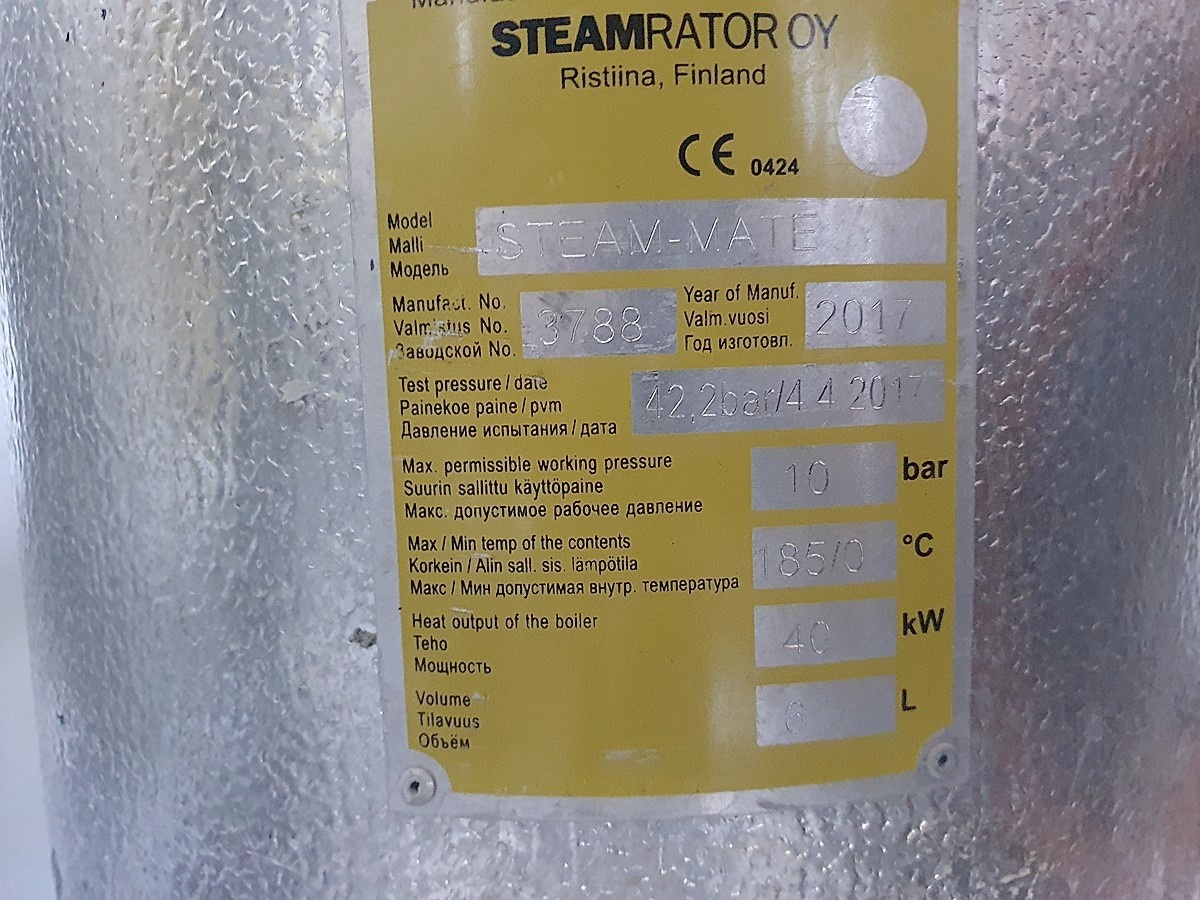 STEAMRATOR OY
Ristiina, Finland
CE 0424
Model
Malli
Модель
STEAM-MATE
Manufact. No.
Valmistus No.
Заводской No.
3788
Year of Manuf.
Valm.vuosi
Год изготовл.
2017
Test pressure / date
Painekoe paine / pvm
Давление испытания / дата
42,2bar/4 4 2017
Max. permissible working pressure
Suurin sallittu käyttöpaine
Макс. допустимое рабочее давление
10 bar
Max / Min temp of the contents
Korkein / Alin sall. sis. lämpötila
Макс / Мин допустимая внутр. температура
185/0 °C
Heat output of the boiler
Teho
Мощность
40 kW
Volume
Tilavuus
Объём
6 L